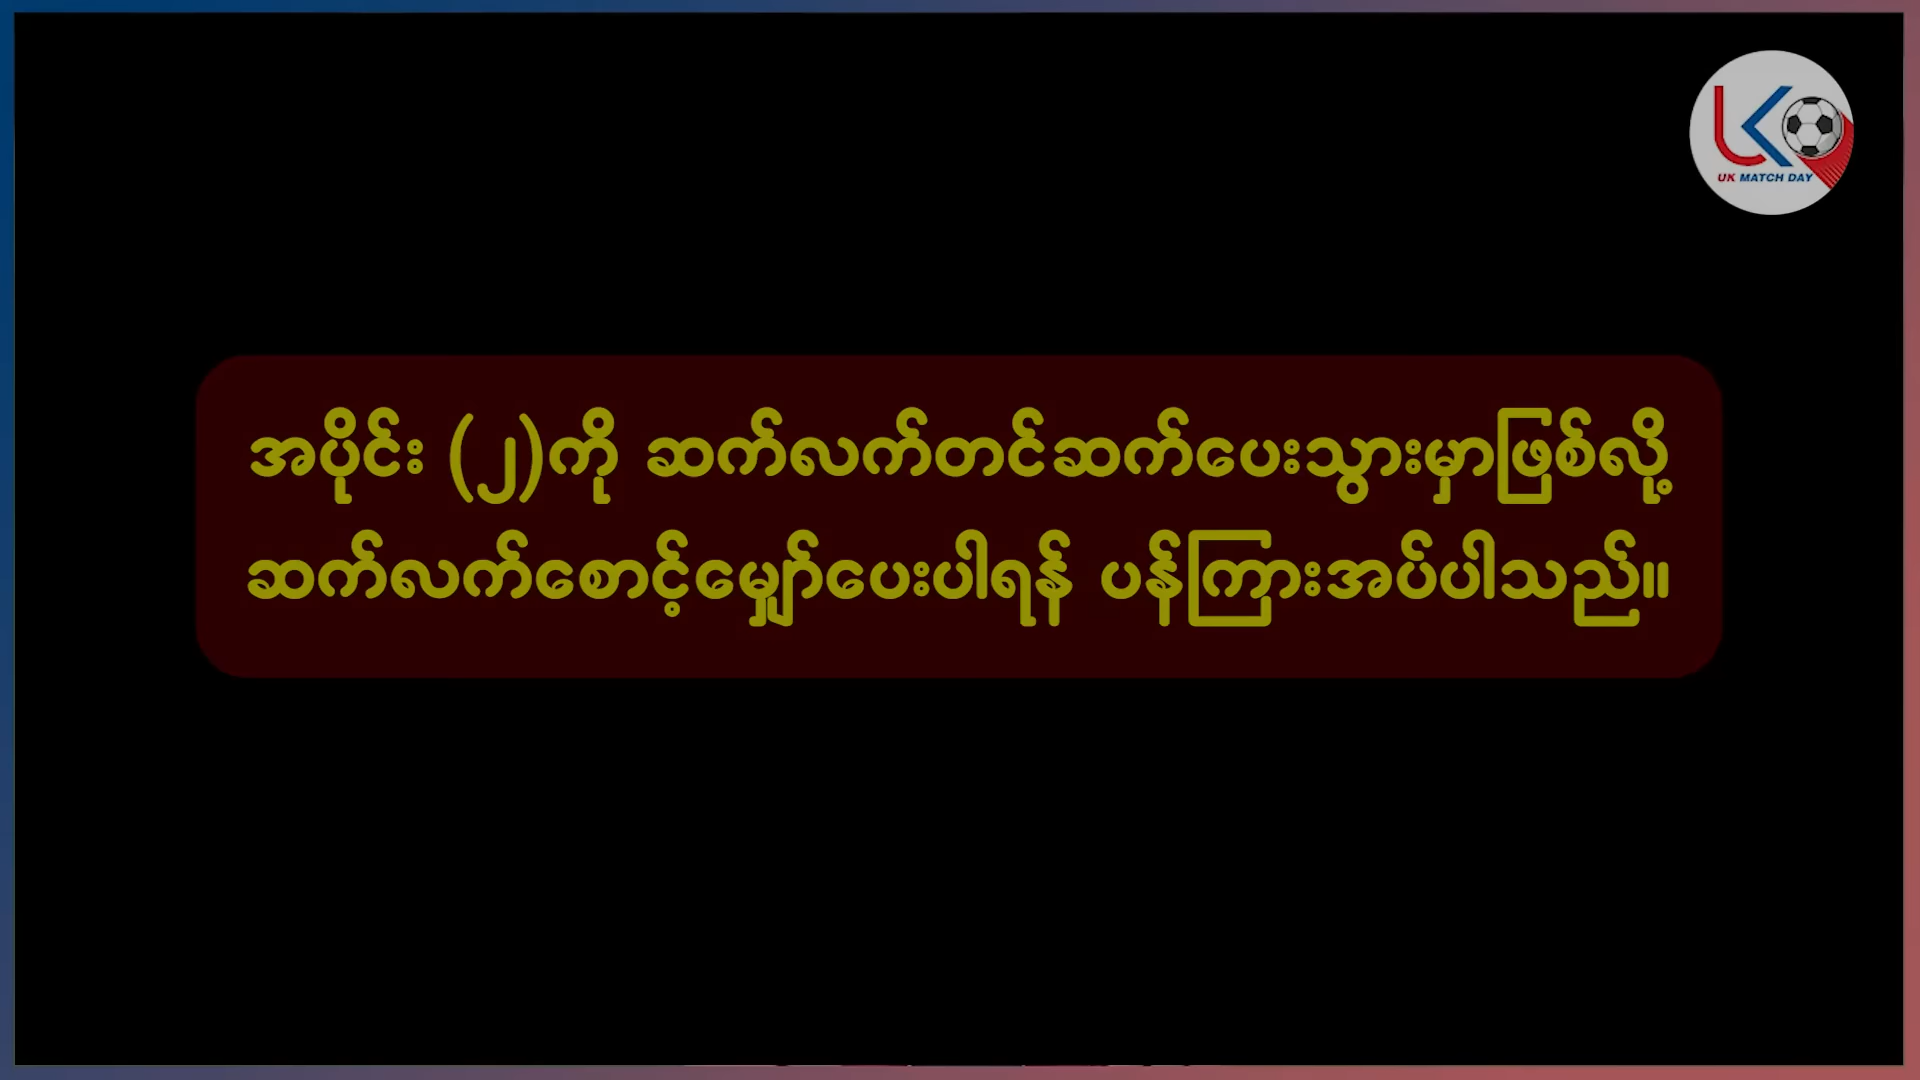 UK MATCH DAY
အပိုင်း (၂)ကို ဆက်လက်တင်ဆက်ပေးသွားမှာဖြစ်လို့
ဆက်လက်စောင့်မျှော်ပေးပါရန် ပန်ကြားအပ်ပါသည်။